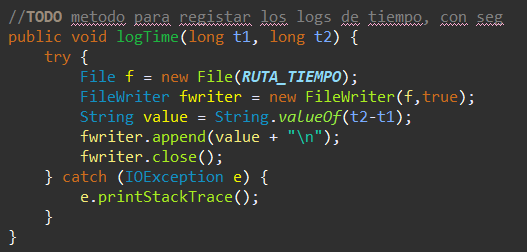 //TODO metodo para registar los logs de tiempo, con seg
public void logTime(long t1, long t2) {
try {
File f = new File(RUTA_TIEMPO);
FileWriter fwriter = new FileWriter(f,true);
String value = String.valueOf(t2-t1);
fwriter.append(value + "\n");
fwriter.close();
} catch (IOException e) {
e.printStackTrace();
}
}